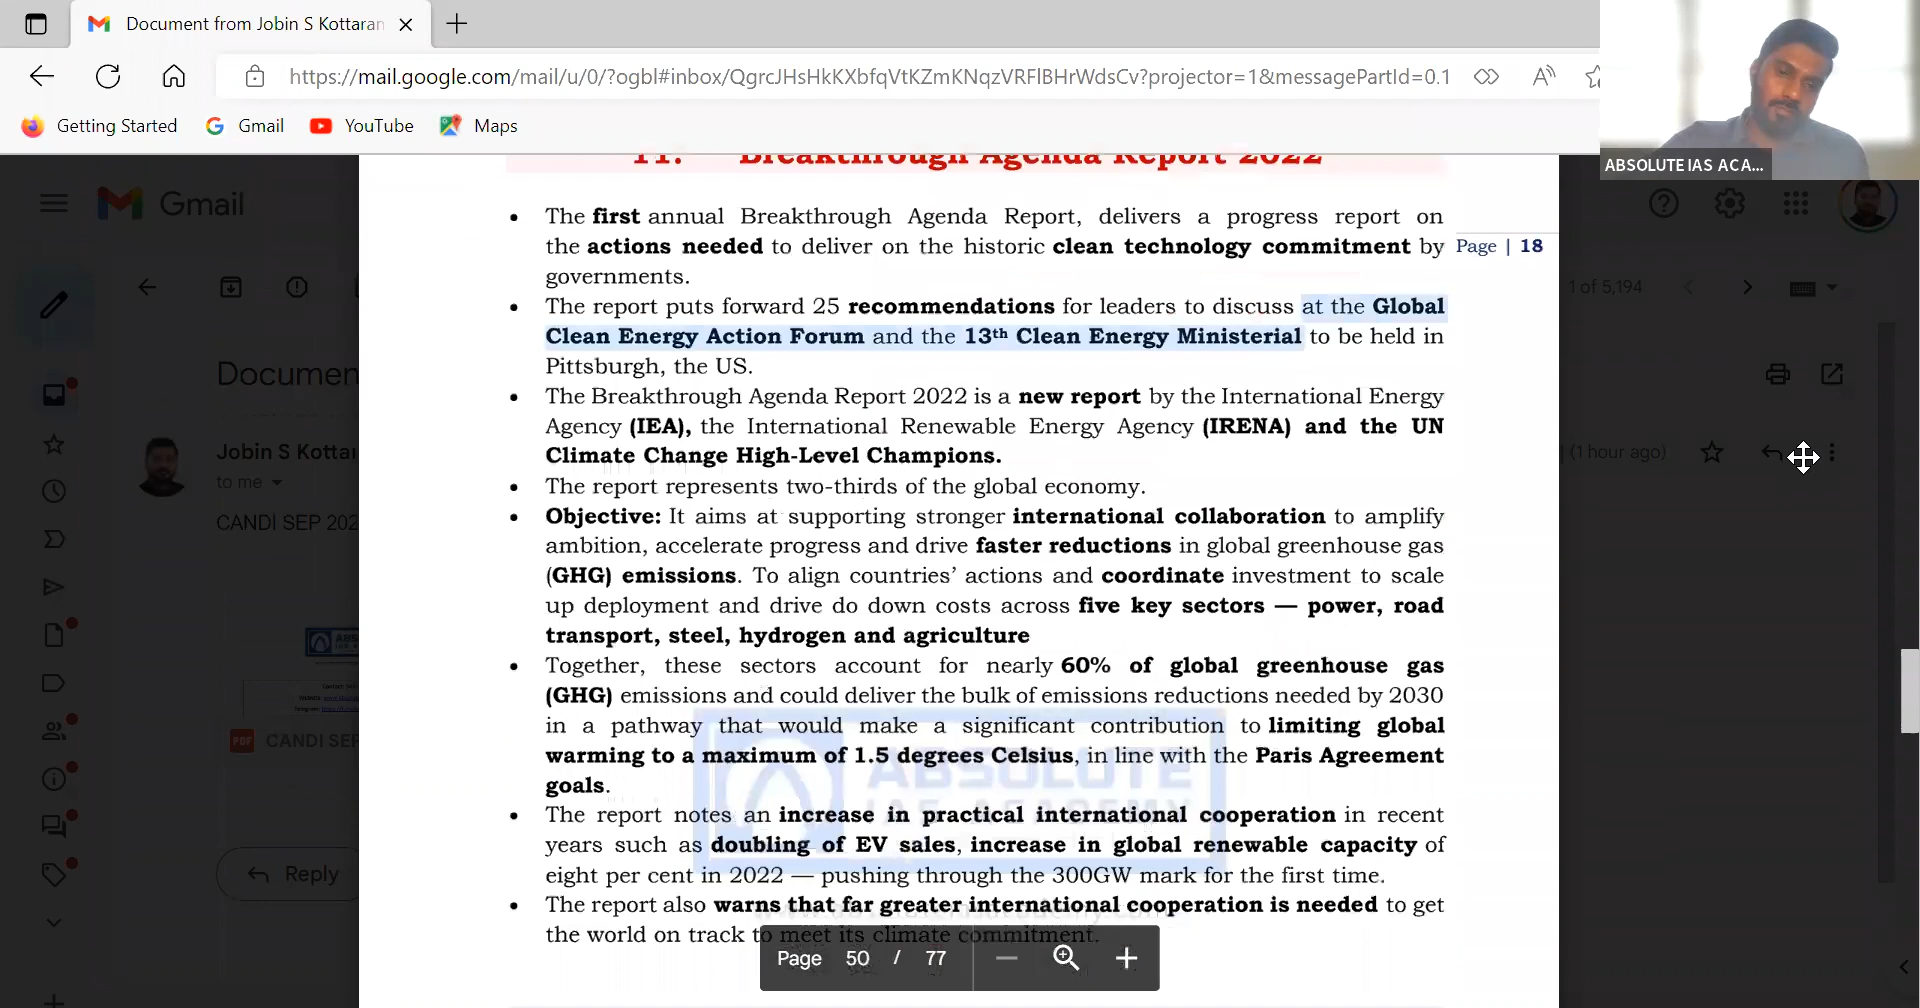 Document from Jobin S Kottaran
https://mail.google.com/mail/u/0/?ogbl#inbox/QgrcJHsHkKXbfqVtKZmKNqzVRFlBHrWdsCv?projector=1&messagePartId=0.1
Getting Started
Gmail
YouTube
Maps
ABSOLUTE IAS ACA...
Gmail
11. Breakthrough Agenda Report 2022
• The first annual Breakthrough Agenda Report, delivers a progress report on
the actions needed to deliver on the historic clean technology commitment by
governments.
Page | 18
• The report puts forward 25 recommendations for leaders to discuss at the Global
Clean Energy Action Forum and the 13th Clean Energy Ministerial to be held in
Pittsburgh, the US.
• The Breakthrough Agenda Report 2022 is a new report by the International Energy
Agency (IEA), the International Renewable Energy Agency (IRENA) and the UN
Climate Change High-Level Champions.
• The report represents two-thirds of the global economy.
• Objective: It aims at supporting stronger international collaboration to amplify
ambition, accelerate progress and drive faster reductions in global greenhouse gas
(GHG) emissions. To align countries’ actions and coordinate investment to scale
up deployment and drive do down costs across five key sectors — power, road
transport, steel, hydrogen and agriculture
• Together, these sectors account for nearly 60% of global greenhouse gas
(GHG) emissions and could deliver the bulk of emissions reductions needed by 2030
in a pathway that would make a significant contribution to limiting global
warming to a maximum of 1.5 degrees Celsius, in line with the Paris Agreement
goals.
• The report notes an increase in practical international cooperation in recent
years such as doubling of EV sales, increase in global renewable capacity of
eight per cent in 2022 — pushing through the 300GW mark for the first time.
• The report also warns that far greater international cooperation is needed to get
the world on track to meet its climate commitment.
ABSOLUTE
IAS ACADEMY
Page 50 / 77
1 of 5,194
Documen
Jobin S Kottar
(1 hour ago)
to me
CANDI SEP 202
PDF CANDI SEP
Reply